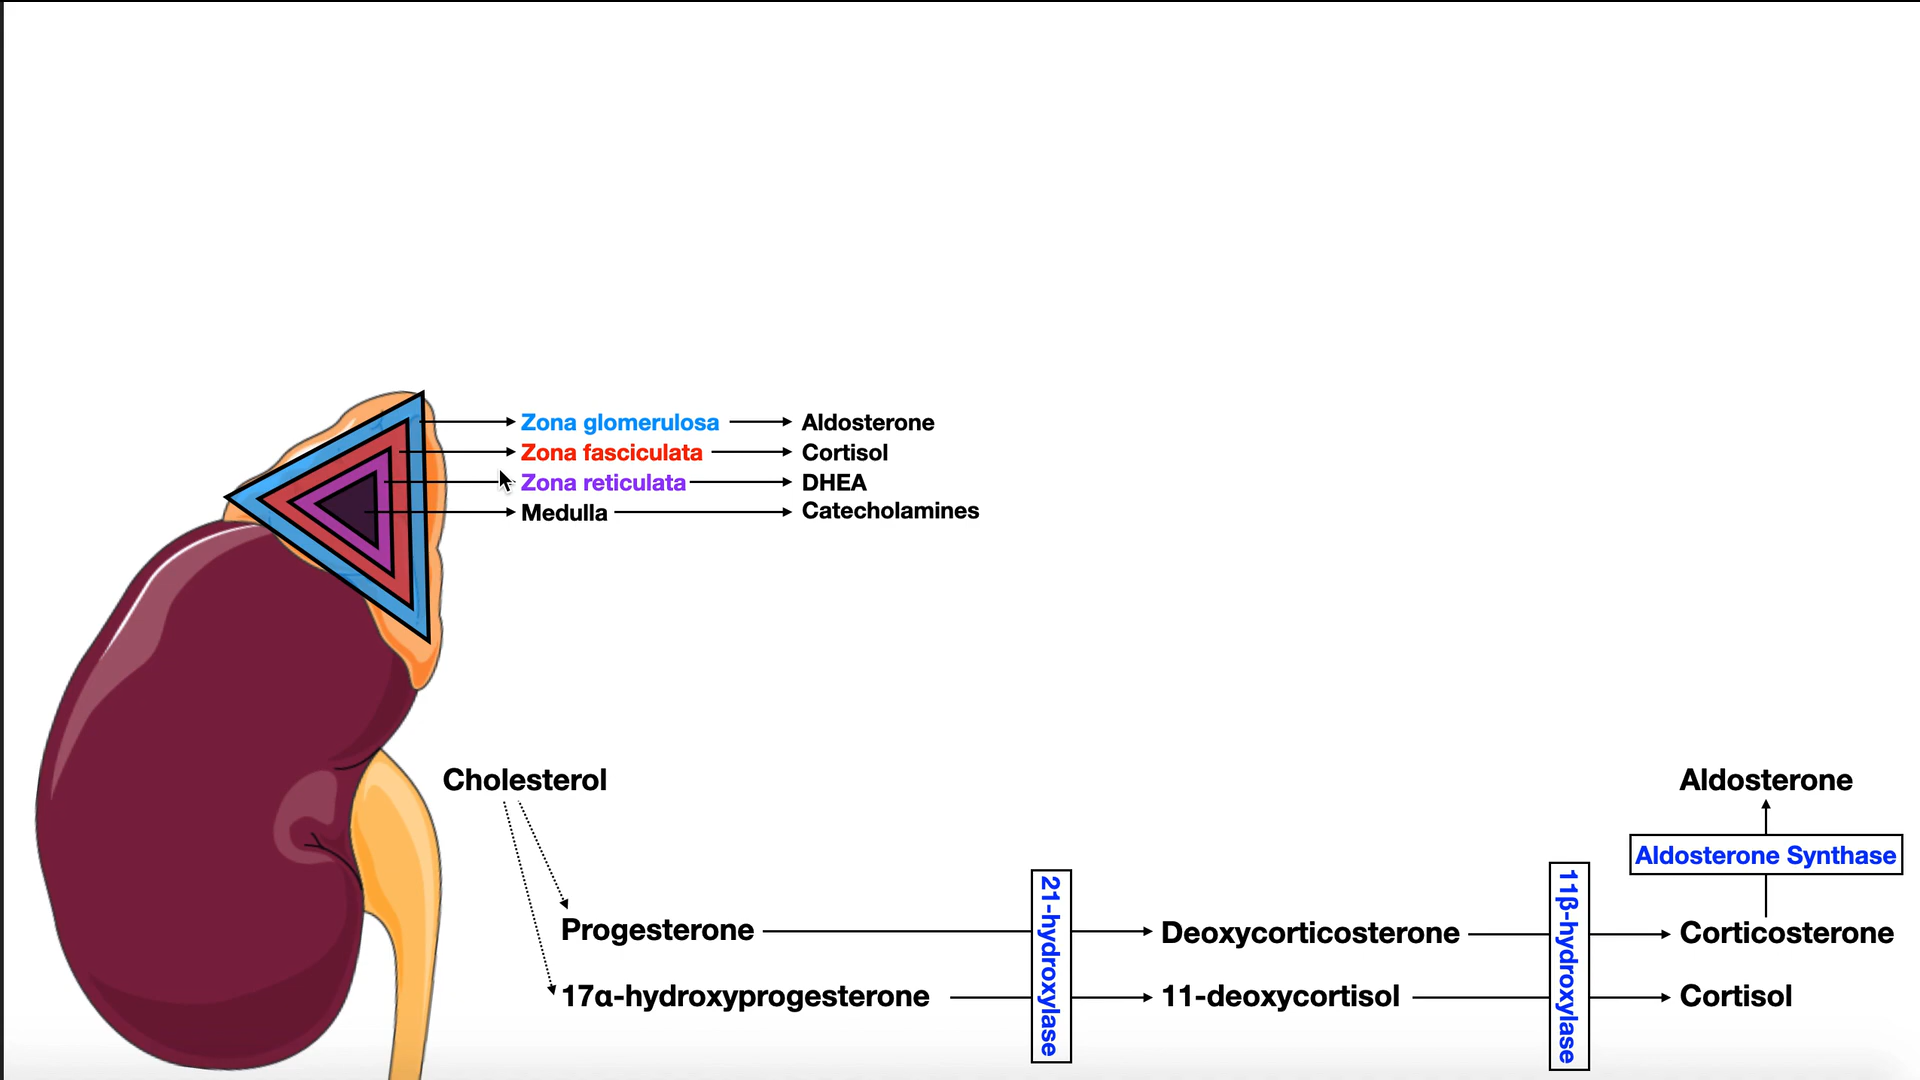 Zona glomerulosa
Aldosterone
Zona fasciculata
Cortisol
Zona reticulata
DHEA
Medulla
Catecholamines
Cholesterol
Aldosterone
Aldosterone Synthase
Progesterone
21-hydroxylase
Deoxycorticosterone
11β-hydroxylase
Corticosterone
17α-hydroxyprogesterone
11-deoxycortisol
Cortisol